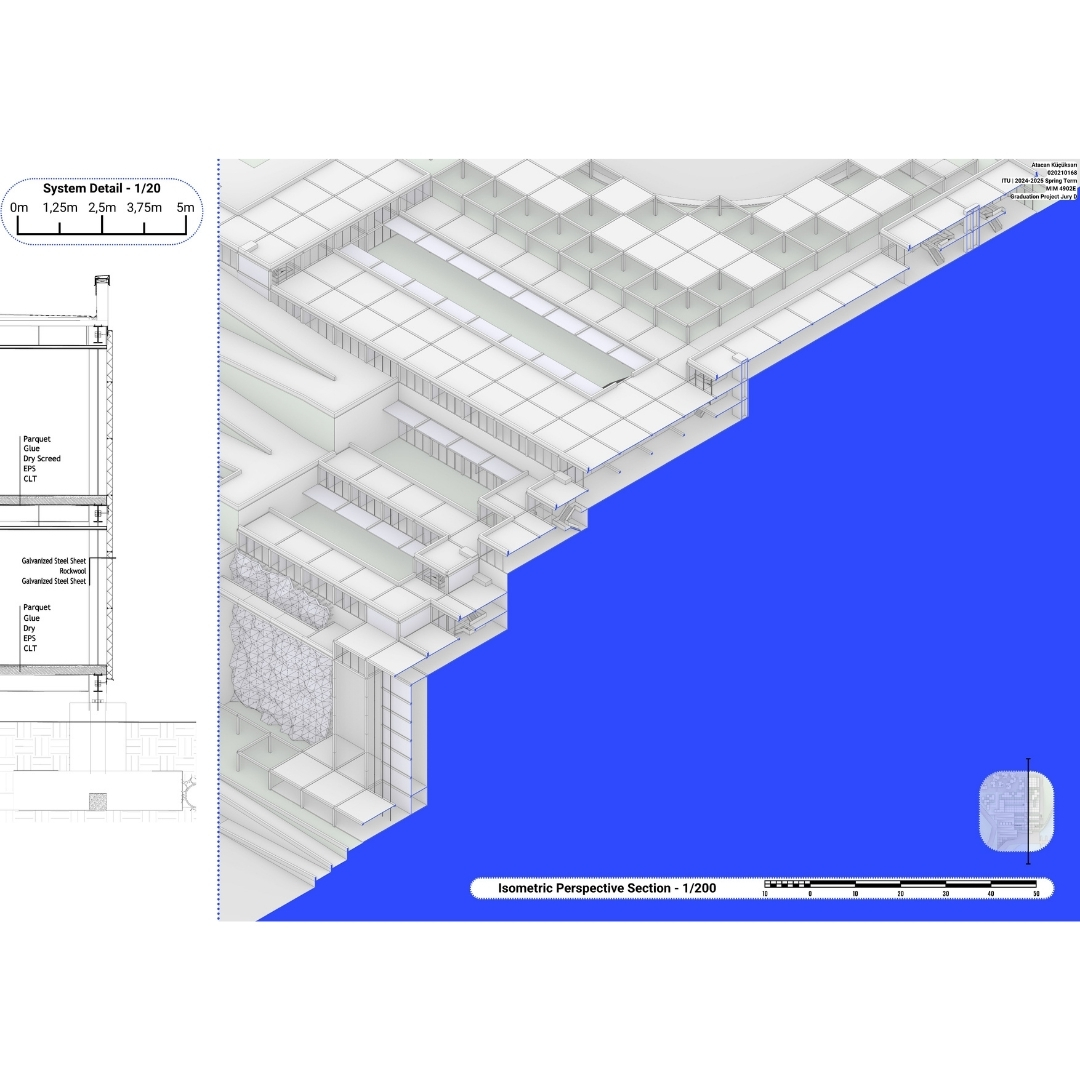 System Detail - 1/20
0m 1,25m 2,5m 3,75m 5m
Parquet
Glue
Dry Screed
EPS
CLT
Galvanized Steel Sheet
Rockwool
Galvanized Steel Sheet
Parquet
Glue
Dry
EPS
CLT
Atacan Küçüksarı
020210168
ITU | 2024-2025 Spring Term
MIM 4902E
Graduation Project Jury D
Isometric Perspective Section - 1/200
10 0 10 20 30 40 50